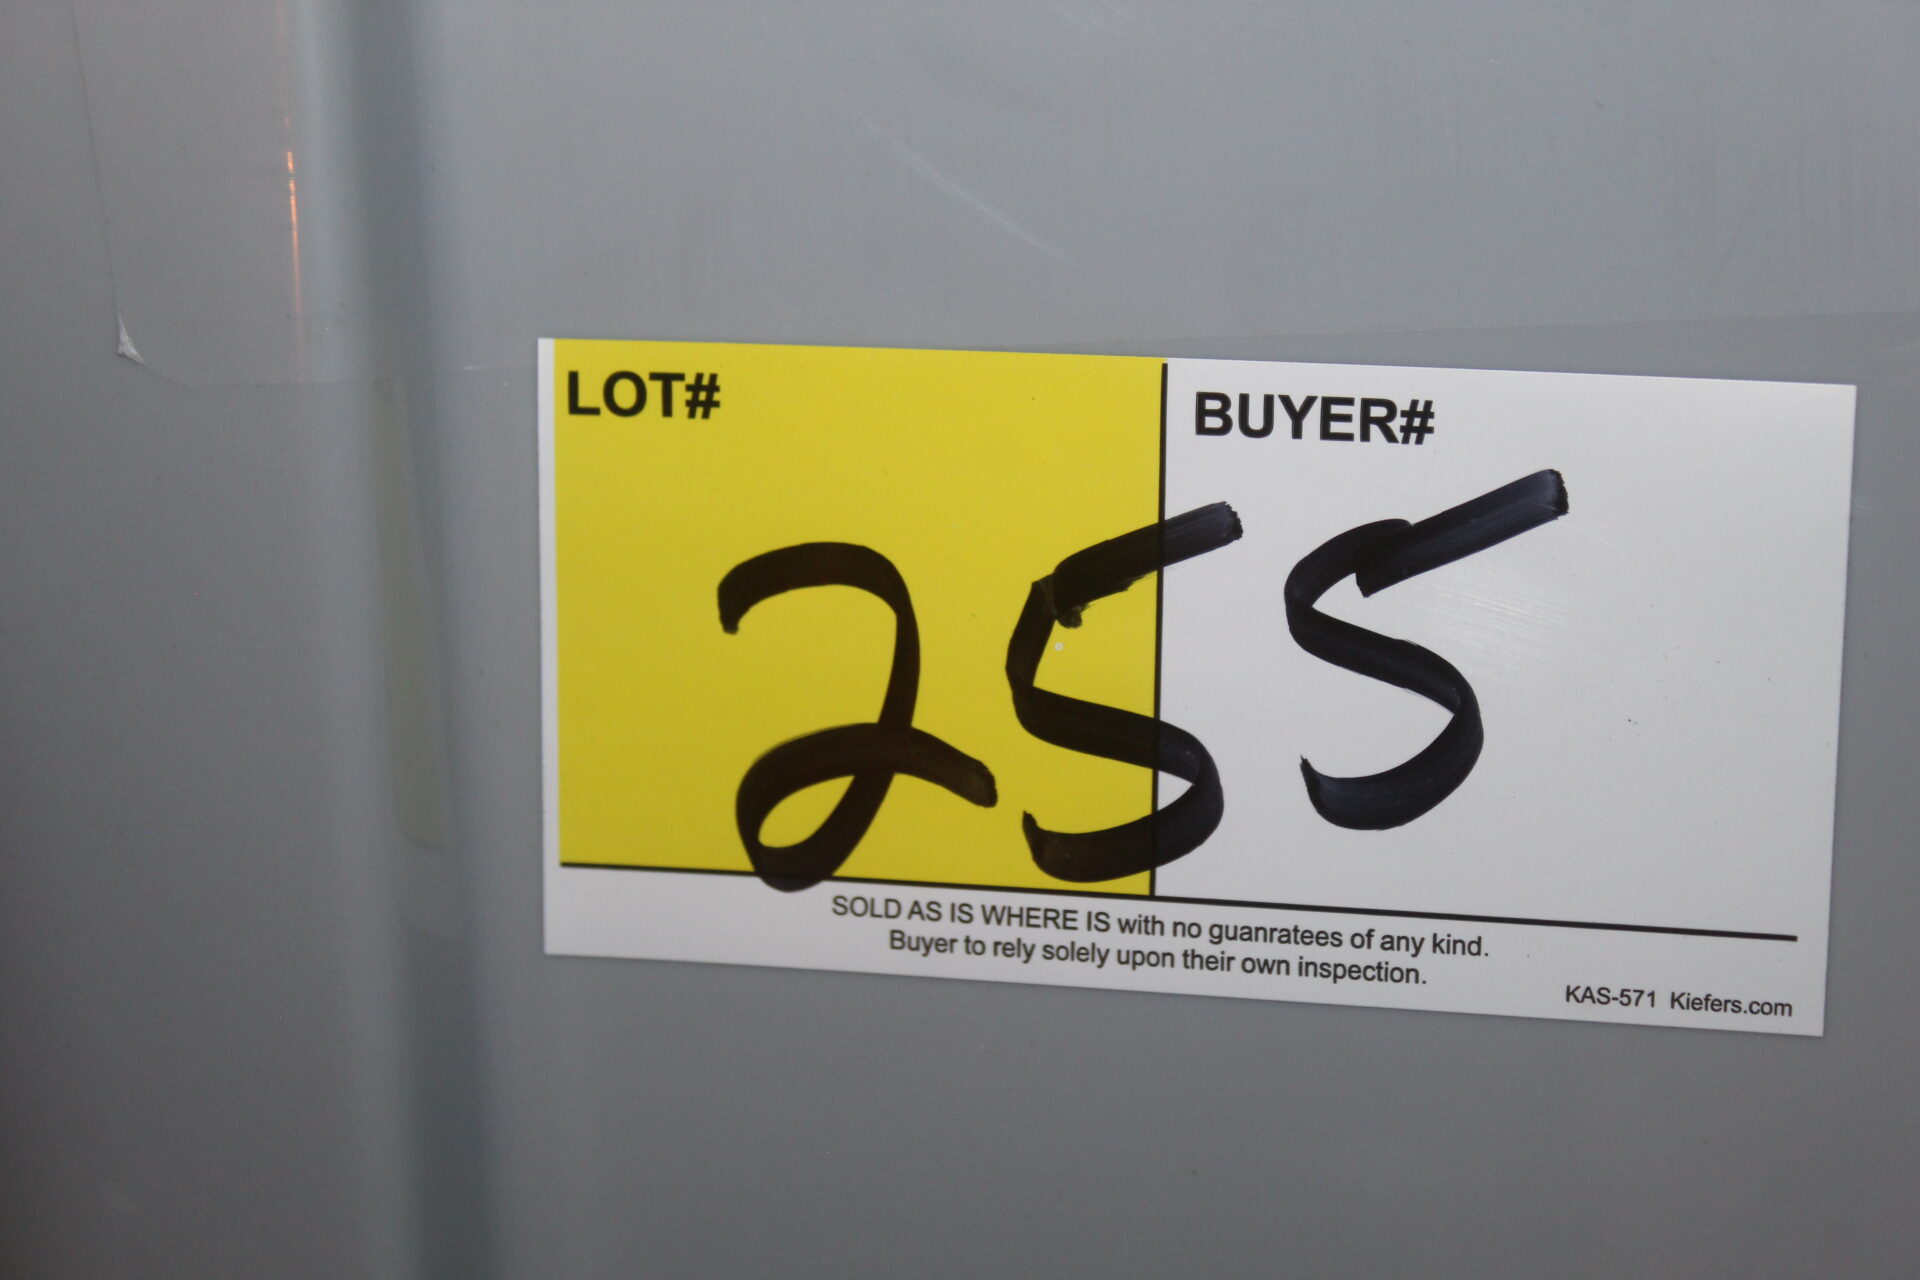 LOT#
BUYER#
255
SOLD AS IS WHERE IS with no guanratees of any kind.
Buyer to rely solely upon their own inspection.
KAS-571 Kiefers.com